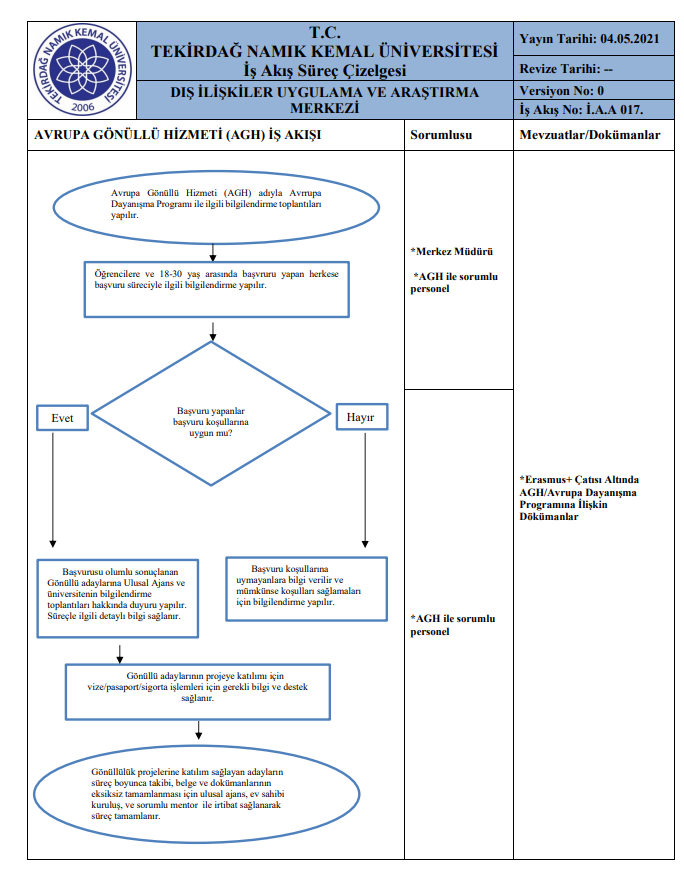 TEKİRDAĞ NAMIK KEMAL ÜNİVERSİTESİ
2006
T.C.
TEKİRDAĞ NAMIK KEMAL ÜNİVERSİTESİ
İş Akış Süreç Çizelgesi
DIŞ İLİŞKİLER UYGULAMA VE ARAŞTIRMA
MERKEZİ
Yayın Tarihi: 04.05.2021
Revize Tarihi: --
Versiyon No: 0
İş Akış No: İ.A.A 017.
AVRUPA GÖNÜLLÜ HİZMETİ (AGH) İŞ AKIŞI
Sorumlusu
Mevzuatlar/Dokümanlar
Avrupa Gönüllü Hizmeti (AGH) adıyla Avrrupa
Dayanışma Programı ile ilgili bilgilendirme toplantıları
yapılır.
Öğrencilere ve 18-30 yaş arasında başvruru yapan herkese
başvuru süreciyle ilgili bilgilendirme yapılır.
*Merkez Müdürü
*AGH ile sorumlu
personel
Başvuru yapanlar
başvuru koşullarına
uygun mu?
Evet
Hayır
Başvurusu olumlu sonuçlanan
Gönüllü adaylarına Ulusal Ajans ve
üniversitenin bilgilendirme
toplantıları hakkında duyuru yapılır.
Süreçle ilgili detaylı bilgi sağlanır.
Başvuru koşullarına
uymayanlara bilgi verilir ve
mümkünse koşulları sağlamaları
için bilgilendirme yapılır.
Gönüllü adaylarının projeye katılımı için
vize/pasaport/sigorta işlemleri için gerekli bilgi ve destek
sağlanır.
Gönüllülük projelerine katılım sağlayan adayların
süreç boyunca takibi, belge ve dokümanlarının
eksiksiz tamamlanması için ulusal ajans, ev sahibi
kuruluş, ve sorumlu mentor ile irtibat sağlanarak
süreç tamamlanır.
*AGH ile sorumlu
personel
*Erasmus+ Çatısı Altında
AGH/Avrupa Dayanışma
Programına İlişkin
Dökümanlar